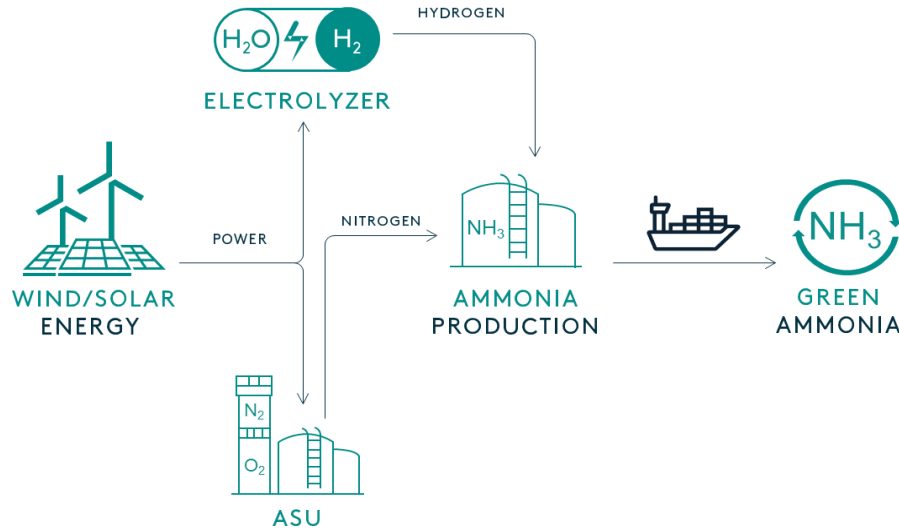 HYDROGEN
H₂O
H₂
ELECTROLYZER
POWER
NITROGEN
WIND/SOLAR
ENERGY
NH₃
AMMONIA
PRODUCTION
NH₃
GREEN
AMMONIA
N₂
O₂
ASU